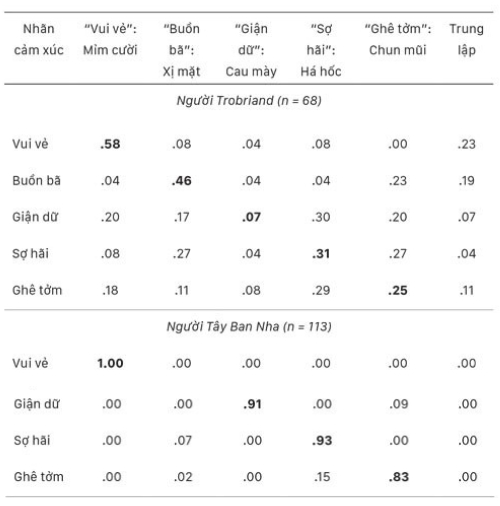 Nhãn cảm xúc "Vui vẻ": Mỉm cười "Buồn bã": Xị mặt "Giận dữ": Cau mày "Sợ hãi": Há hốc "Ghê tởm": Chun mũi Trung lập
Người Trobriand (n = 68)
Vui vẻ .58 .08 .04 .08 .00 .23
Buồn bã .04 .46 .04 .04 .23 .19
Giận dữ .20 .17 .07 .30 .20 .07
Sợ hãi .08 .27 .04 .31 .27 .04
Ghê tởm .18 .11 .08 .29 .25 .11
Người Tây Ban Nha (n = 113)
Vui vẻ 1.00 .00 .00 .00 .00 .00
Giận dữ .00 .00 .91 .00 .09 .00
Sợ hãi .00 .07 .00 .93 .00 .00
Ghê tởm .00 .02 .00 .15 .83 .00